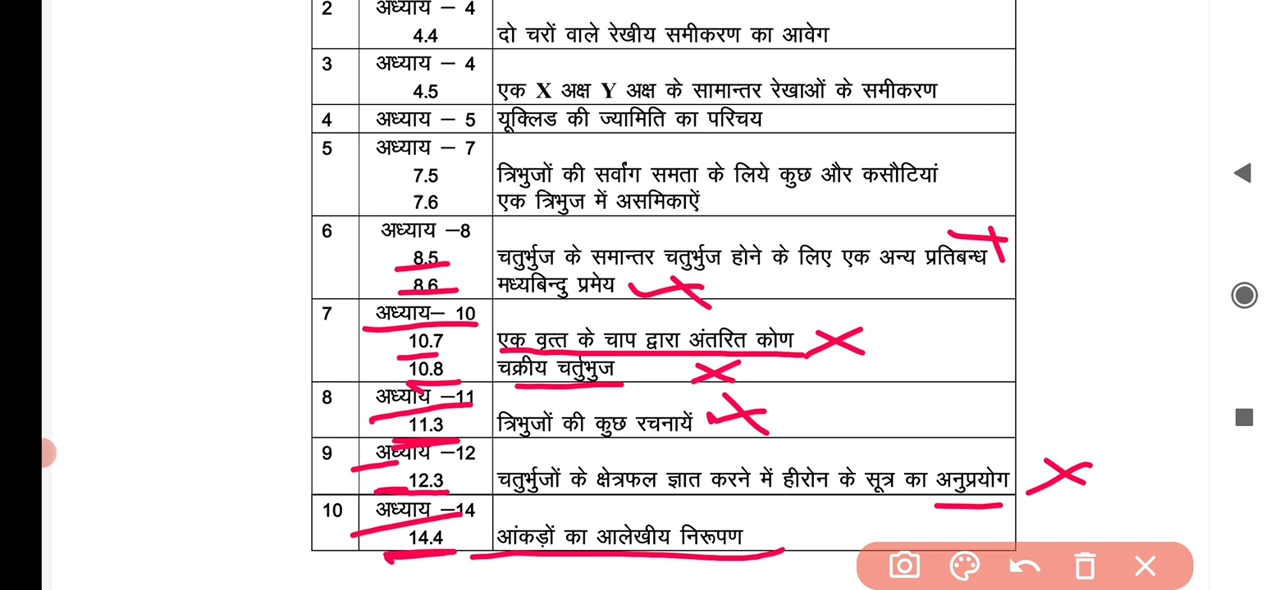 2 अध्याय – 4
4.4 दो चरों वाले रेखीय समीकरण का आवेग
3 अध्याय – 4
4.5 एक X अक्ष Y अक्ष के सामान्तर रेखाओं के समीकरण
4 अध्याय – 5 यूक्लिड की ज्यामिति का परिचय
5 अध्याय – 7
7.5 त्रिभुजों की सर्वांग समता के लिये कुछ और कसौटियां
7.6 एक त्रिभुज में असमिकाऐं
6 अध्याय –8
8.5 चतुर्भुज के समान्तर चतुर्भुज होने के लिए एक अन्य प्रतिबन्ध
8.6 मध्यबिन्दु प्रमेय
7 अध्याय– 10
10.7 एक वृत्त के चाप द्वारा अंतरित कोण
10.8 चक्रीय चर्तुभुज
8 अध्याय –11
11.3 त्रिभुजों की कुछ रचनायें
9 अध्याय –12
12.3 चतुर्भुजों के क्षेत्रफल ज्ञात करने में हीरोन के सूत्र का अनुप्रयोग
10 अध्याय –14
14.4 आंकड़ों का आलेखीय निरूपण